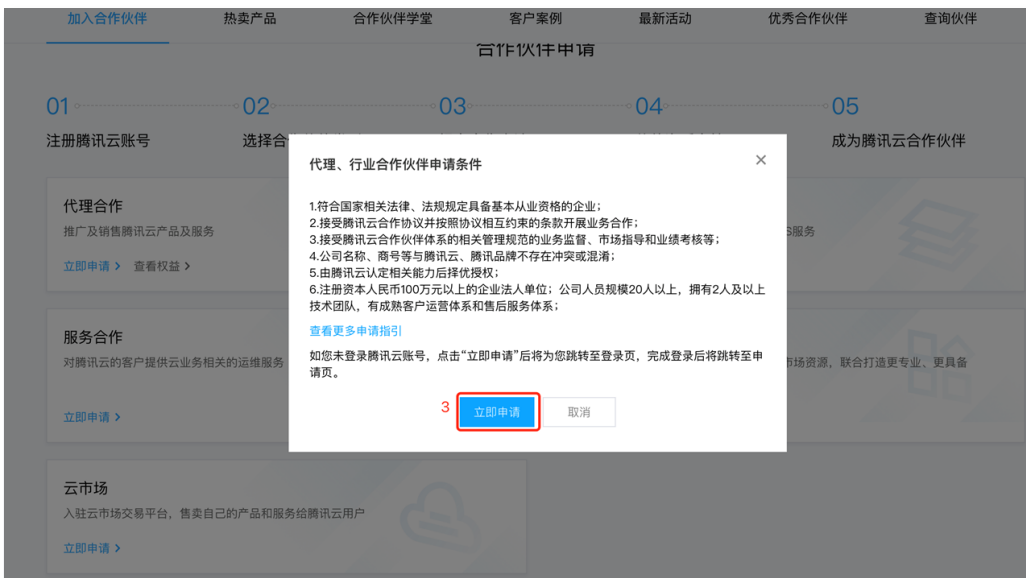 加入合作伙伴
热卖产品
合作伙伴学堂
客户案例
最新活动
优秀合作伙伴
查询伙伴
合作伙伴申请
01
02
03
04
05
注册腾讯云账号
选择合
成为腾讯云合作伙伴
代理、行业合作伙伴申请条件
1.符合国家相关法律、法规规定具备基本从业资格的企业;
2.接受腾讯云合作协议并按照协议相互约束的条款开展业务合作;
3.接受腾讯云合作伙伴体系的相关管理规范的业务监督、市场指导和业绩考核等;
4.公司名称、商号等与腾讯云、腾讯品牌不存在冲突或混淆;
5.由腾讯云认定相关能力后择优授权;
6.注册资本人民币100万元以上的企业法人单位；公司人员规模20人以上，拥有2人及以上
技术团队，有成熟客户运营体系和售后服务体系;
查看更多申请指引
如您未登录腾讯云账号，点击“立即申请”后将为您跳转至登录页，完成登录后将跳转至申
请页。
3
立即申请
取消
代理合作
推广及销售腾讯云产品及服务
立即申请 >
查看权益 >
S服务
服务合作
对腾讯云的客户提供云业务相关的运维服务
立即申请 >
市场资源，联合打造更专业、更具备
云市场
入驻云市场交易平台，售卖自己的产品和服务给腾讯云用户
立即申请 >